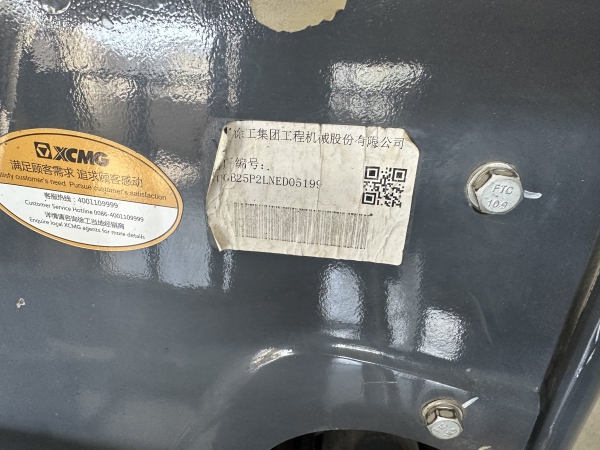 XCMG
满足顾客需求 追求顾客感动
satisfy customer's need. Pursue customer's satisfaction
客服热线：4001109999
Customer Service Hotline 0086-4001109999
详情请咨询徐工当地经销商
Enquire local XCMG agents for more details
徐工集团工程机械股份有限公司
编号:.
GB25P2LNED05199
FTC
10.9